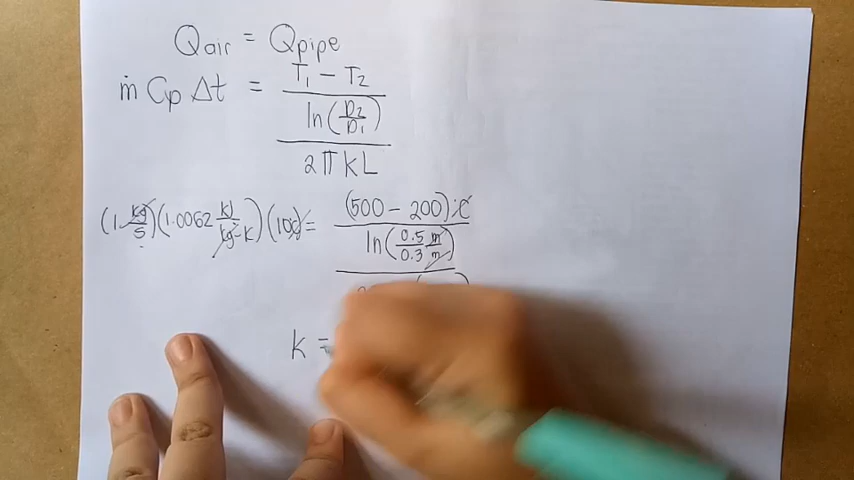 Qair = Qpipe
ṁ Cp Δt = T1 - T2
ln(D2/D1)
2πkL
(1 kg/s)(1.0062 kJ/kg-K)(10c) = (500 - 200)°C
ln(0.5 m/0.3 m)
k =